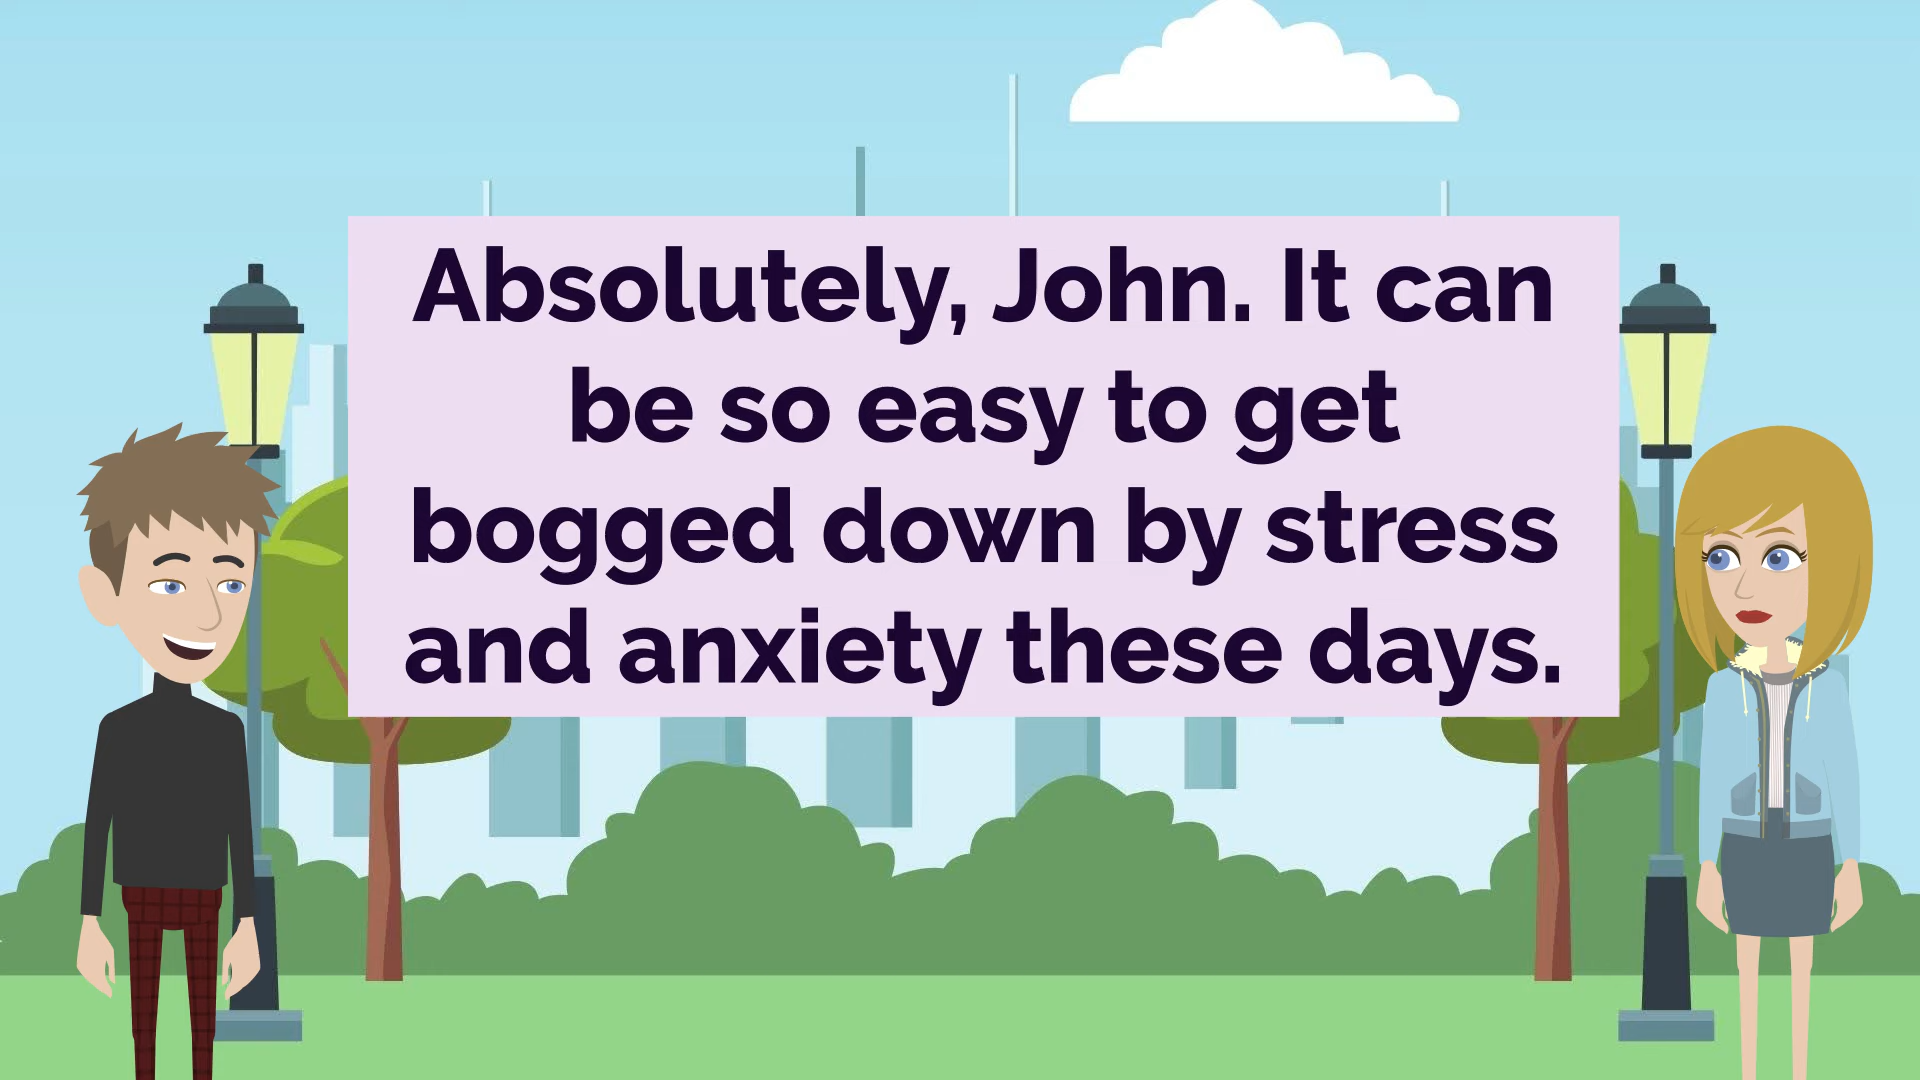 Absolutely, John. It can
be so easy to get
bogged down by stress
and anxiety these days.